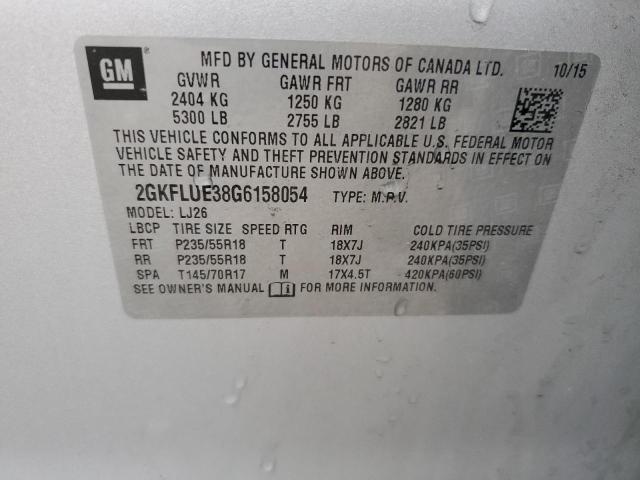 GM
MFD BY GENERAL MOTORS OF CANADA LTD. 10/15
GVWR GAWR FRT GAWR RR
2404 KG 1250 KG 1280 KG
5300 LB 2755 LB 2821 LB
THIS VEHICLE CONFORMS TO ALL APPLICABLE U.S. FEDERAL MOTOR
VEHICLE SAFETY AND THEFT PREVENTION STANDARDS IN EFFECT ON
THE DATE OF MANUFACTURE SHOWN ABOVE.
2GKFLUE38G6158054 TYPE: M.P.V.
MODEL: LJ26
LBCP TIRE SIZE SPEED RTG RIM COLD TIRE PRESSURE
FRT P235/55R18 T 18X7J 240KPA(35PSI)
RR P235/55R18 T 18X7J 240KPA(35PSI)
SPA T145/70R17 M 17X4.5T 420KPA(60PSI)
SEE OWNER'S MANUAL FOR MORE INFORMATION.